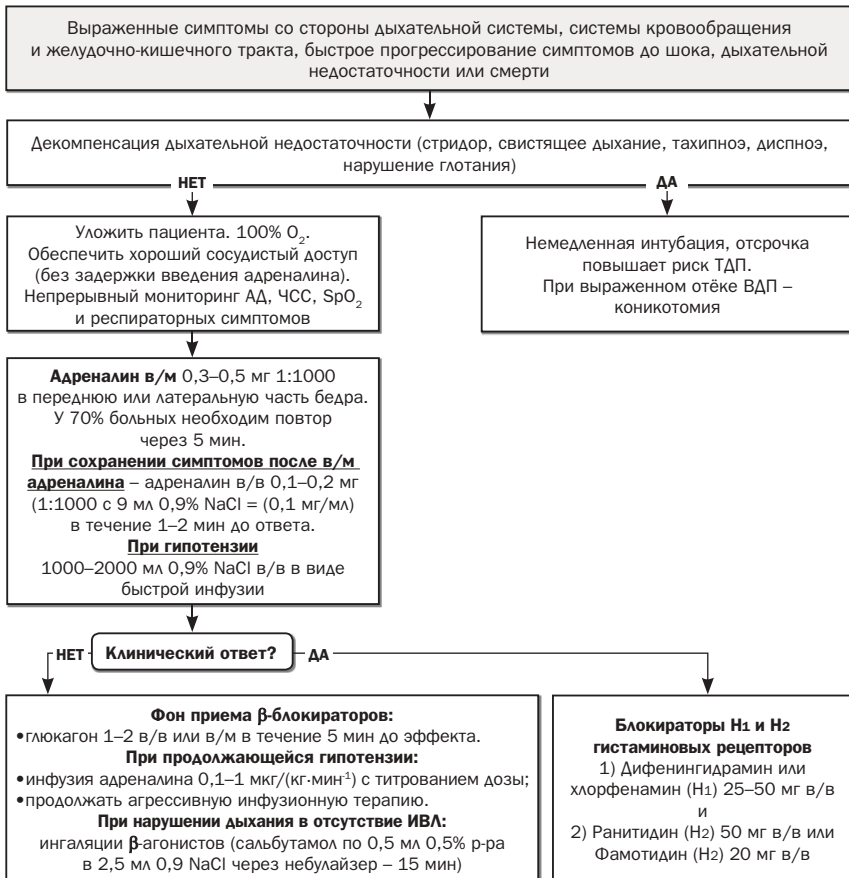 Выраженные симптомы со стороны дыхательной системы, системы кровообращения
и желудочно-кишечного тракта, быстрое прогрессирование симптомов до шока, дыхательной
недостаточности или смерти
Декомпенсация дыхательной недостаточности (стридор, свистящее дыхание, тахипноэ, диспноэ,
нарушение глотания)
НЕТ
ДА
Уложить пациента. 100% O₂.
Обеспечить хороший сосудистый доступ
(без задержки введения адреналина).
Непрерывный мониторинг АД, ЧСС, SpO₂
и респираторных симптомов
Немедленная интубация, отсрочка
повышает риск ТДП.
При выраженном отёке ВДП –
коникотомия
Адреналин в/м 0,3–0,5 мг 1:1000
в переднюю или латеральную часть бедра.
У 70% больных необходим повтор
через 5 мин.
При сохранении симптомов после в/м
адреналина – адреналин в/в 0,1–0,2 мг
(1:1000 с 9 мл 0,9% NaCl = (0,1 мг/мл)
в течение 1–2 мин до ответа.
При гипотензии
1000–2000 мл 0,9% NaCl в/в в виде
быстрой инфузии
НЕТ
Клинический ответ?
ДА
Фон приема β-блокираторов:
•глюкагон 1–2 в/в или в/м в течение 5 мин до эффекта.
При продолжающейся гипотензии:
•инфузия адреналина 0,1–1 мкг/(кг·мин⁻¹) с титрованием дозы;
•продолжать агрессивную инфузионную терапию.
При нарушении дыхания в отсутствие ИВЛ:
ингаляции β-агонистов (сальбутамол по 0,5 мл 0,5% р-ра
в 2,5 мл 0,9 NaCl через небулайзер – 15 мин)
Блокираторы H1 и H2
гистаминовых рецепторов
1) Дифенингидрамин или
хлорфенамин (H1) 25–50 мг в/в
и
2) Ранитидин (H2) 50 мг в/в или
Фамотидин (H2) 20 мг в/в